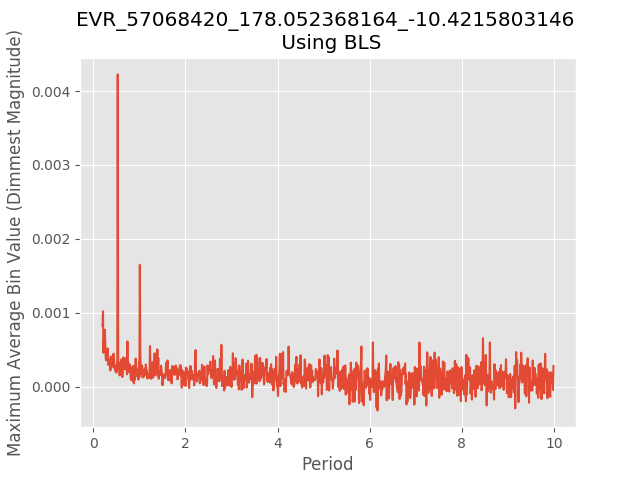 EVR_57068420_178.052368164_-10.4215803146
Using BLS
Maximum Average Bin Value (Dimmest Magnitude)
0.004
0.003
0.002
0.001
0.000
0 2 4 6 8 10
Period